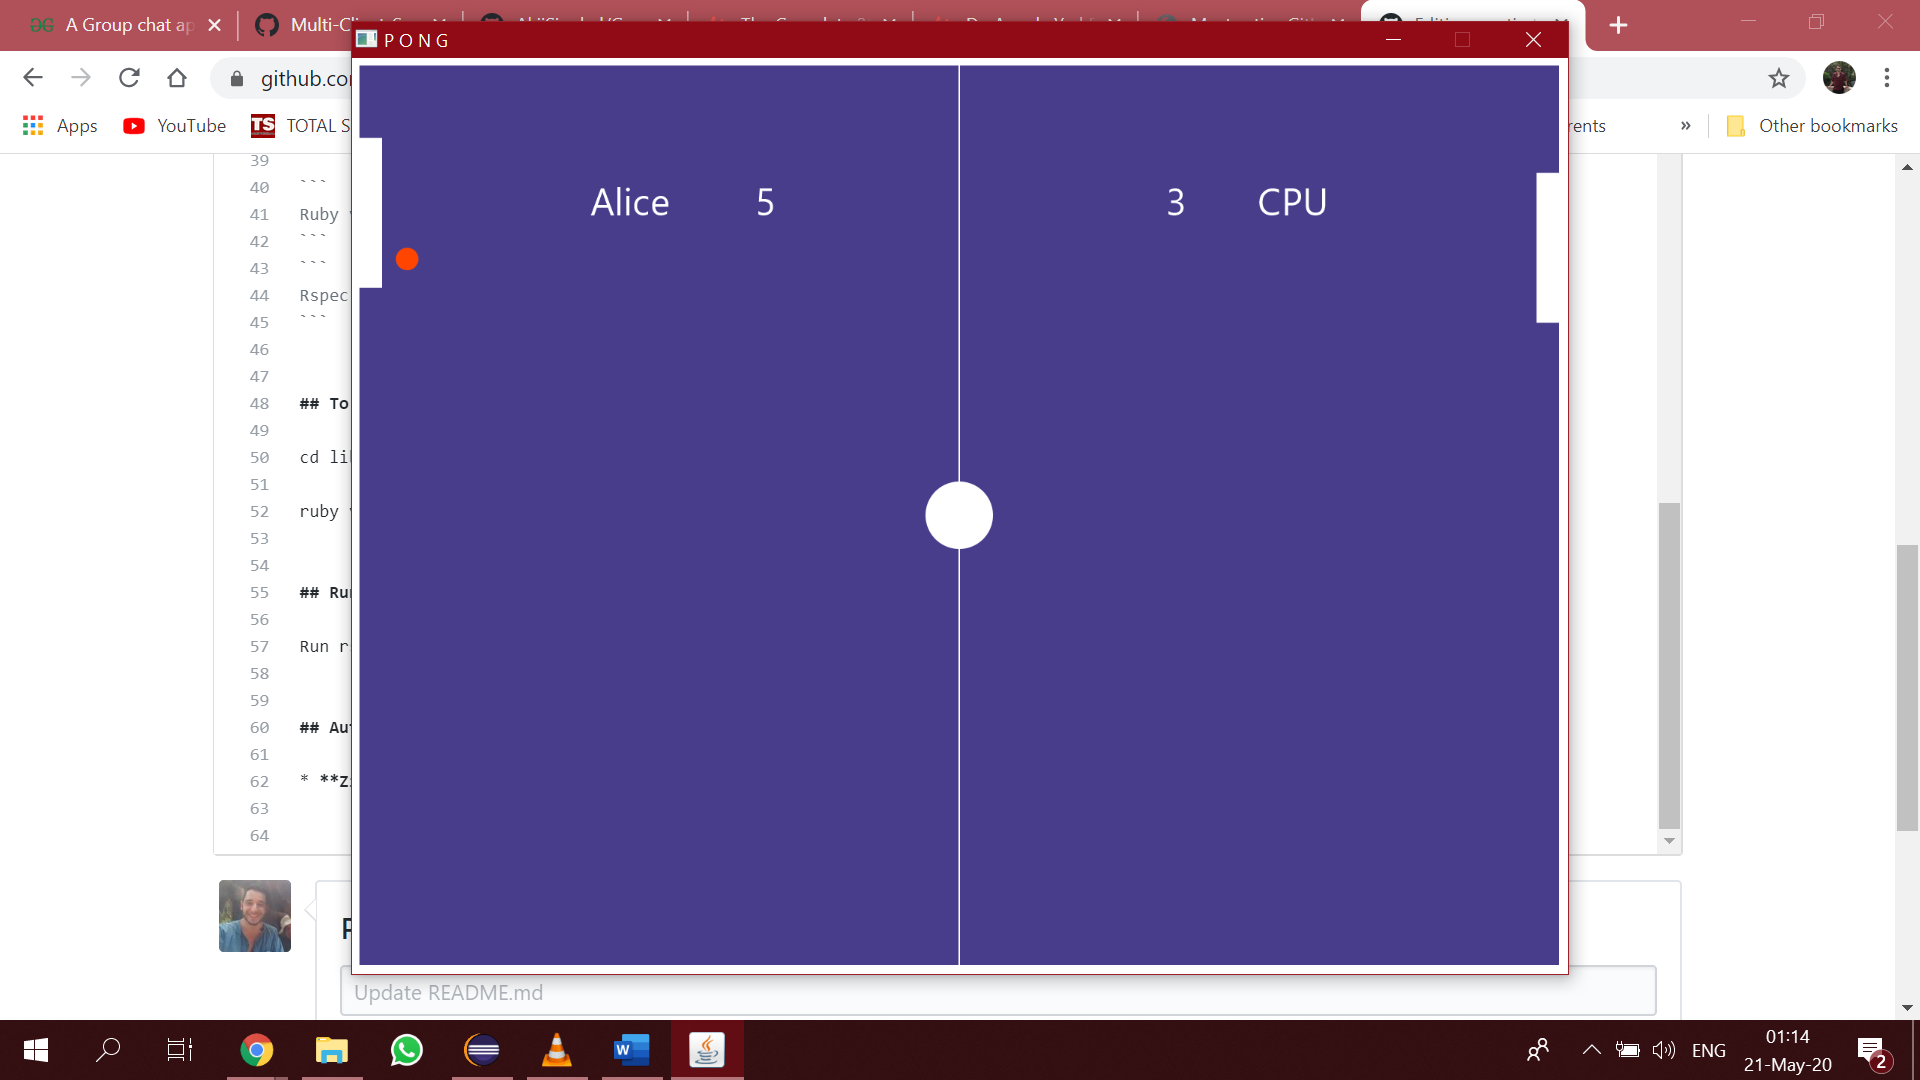 A Group chat ap
Multi-Cli
PONG
github.co
Apps
YouTube
TOTAL S
rents
»
Other bookmarks
Alice 5
3 CPU
39
40 ```
41 Ruby
42 ```
43 ```
44 Rspec
45 ```
46
47
48 ## To
49
50 cd li
51
52 ruby
53
54
55 ## Ru
56
57 Run r
58
59
60 ## Au
61
62 * **Z
63
64
Update README.md
ENG
01:14
21-May-20
2